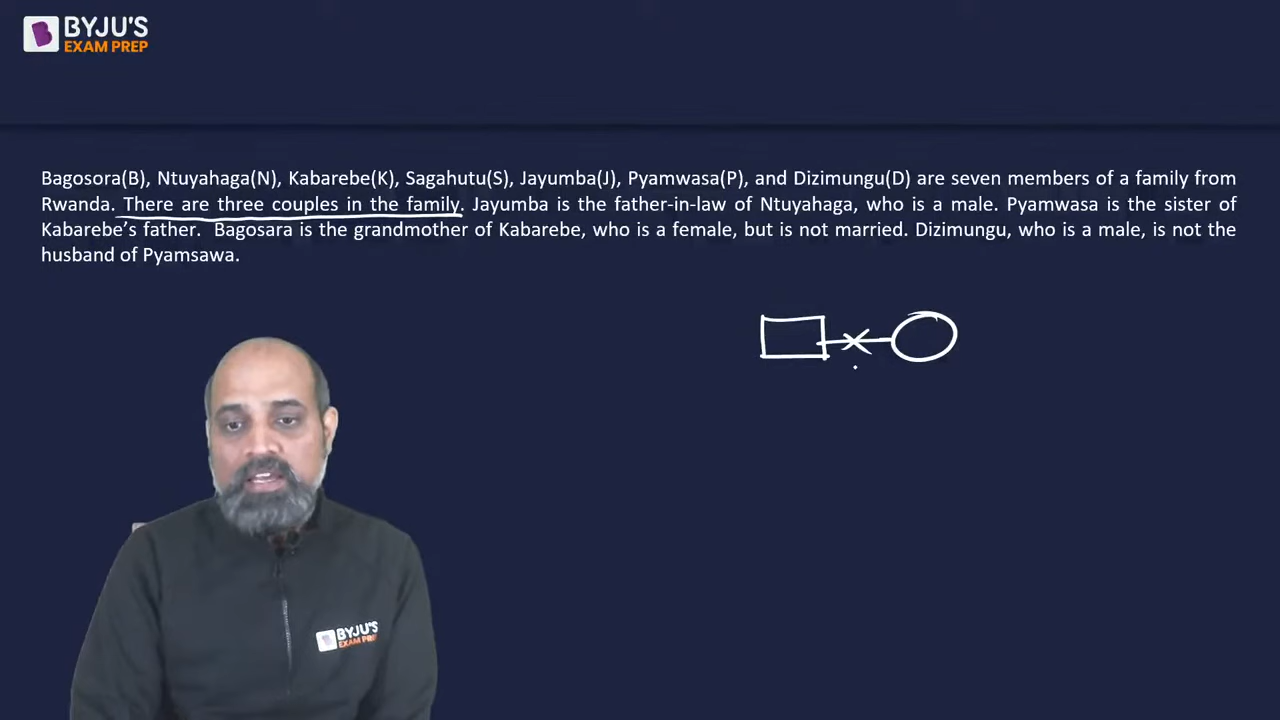 BYJU'S
EXAM PREP
Bagosora(B), Ntuyahaga(N), Kabarebe(K), Sagahutu(S), Jayumba(J), Pyamwasa(P), and Dizimungu(D) are seven members of a family from
Rwanda. There are three couples in the family. Jayumba is the father-in-law of Ntuyahaga, who is a male. Pyamwasa is the sister of
Kabarebe's father. Bagosara is the grandmother of Kabarebe, who is a female, but is not married. Dizimungu, who is a male, is not the
husband of Pyamsawa.
BYJU'S
EXAM PREP